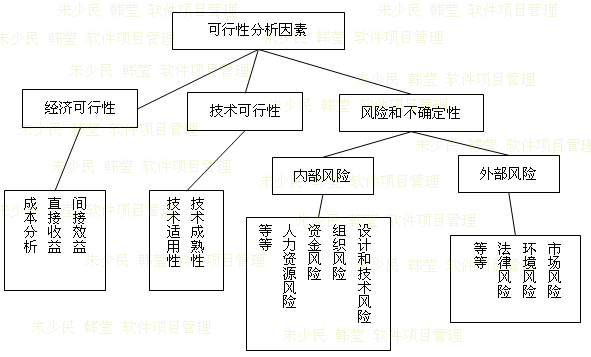 可行性分析因素
经济可行性
技术可行性
风险和不确定性
内部风险
外部风险
间接效益
直接收益
成本分析
技术成熟性
技术适用性
设计和技术风险
组织风险
资金风险
人力资源风险
等等
市场风险
环境风险
法律风险
等等
朱少民 韩莹 软件项目管理